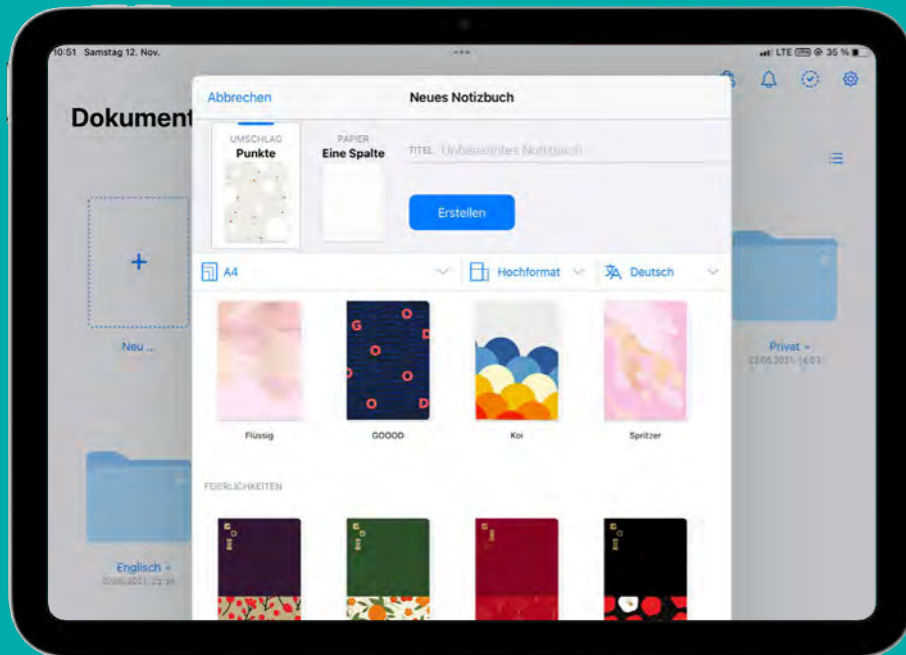 10:51 Samstag 12. Nov.
LTE VPN 35 %
Dokument
Abbrechen
Neues Notizbuch
UMSCHLAG
Punkte
PAPIER
Eine Spalte
TITEL Unbenanntes Notizbuch
Erstellen
A4
Hochformat
Deutsch
Neu ...
Flüssig
GOOOD
Koi
Spritzer
Privat
FEIERLICHKEITEN
Englisch